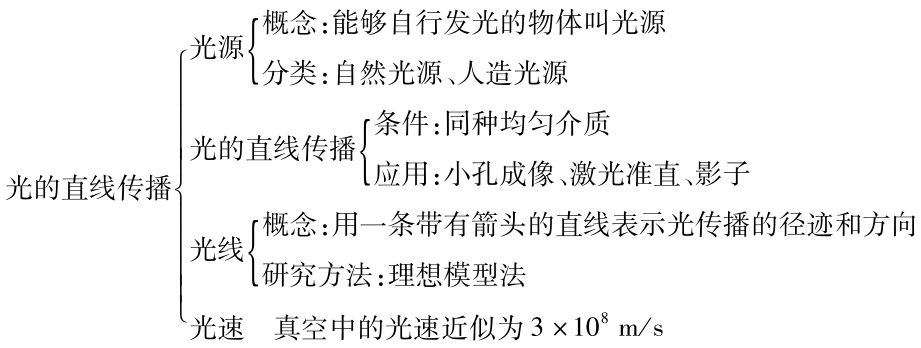 光源
概念:能够自行发光的物体叫光源
分类:自然光源、人造光源
光的直线传播
光的直线传播
条件:同种均匀介质
应用:小孔成像、激光准直、影子
光线
概念:用一条带有箭头的直线表示光传播的径迹和方向
研究方法:理想模型法
光速 真空中的光速近似为 3×10⁸ m/s